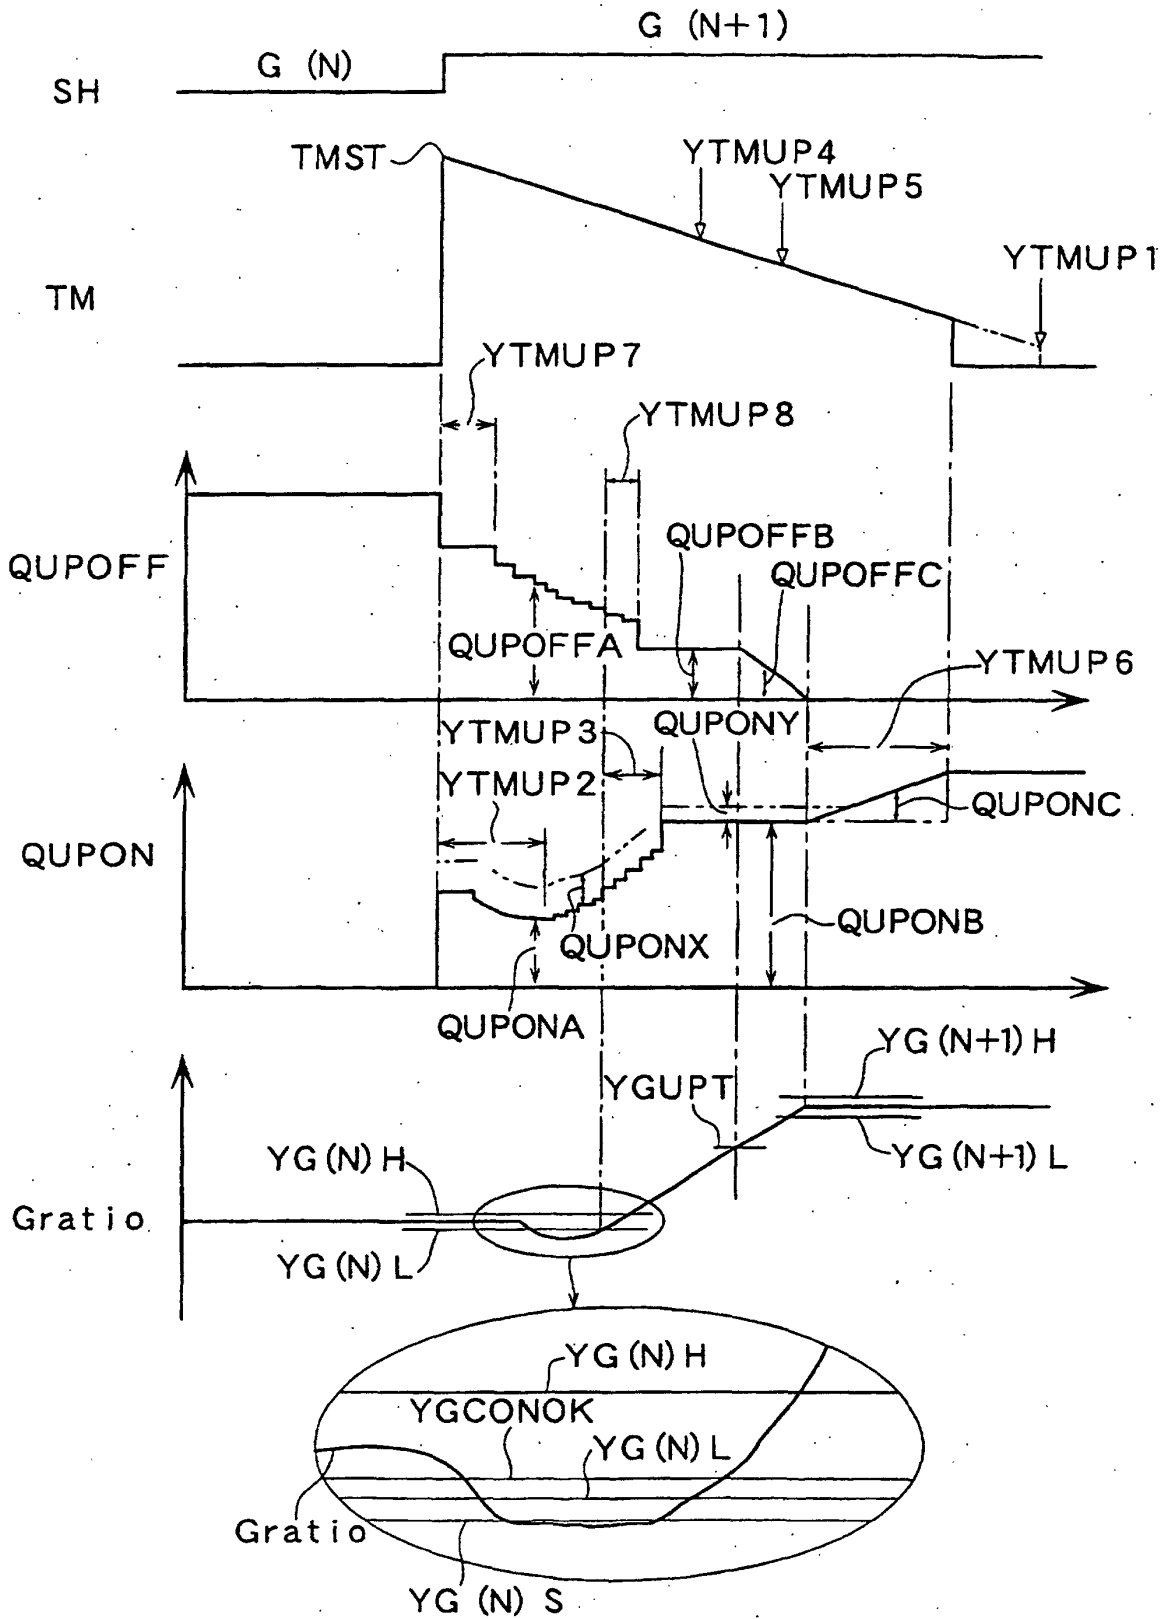 G (N+1)
G (N)
SH
TMST
YTMUP4
YTMUP5
YTMUP1
TM
YTMUP7
YTMUP8
QUPOFFB
QUPOFF
QUPOFFC
QUPOFFA
YTMUP6
QUPONY
YTMUP3
YTMUP2
QUPONC
QUPON
QUPONB
QUPONX
QUPONA
YG(N+1)H
YGUPT
YG(N)H
YG(N+1)L
Gratio
YG(N)L
YG(N)H
YGCONOK
YG(N)L
Gratio
YG(N) S